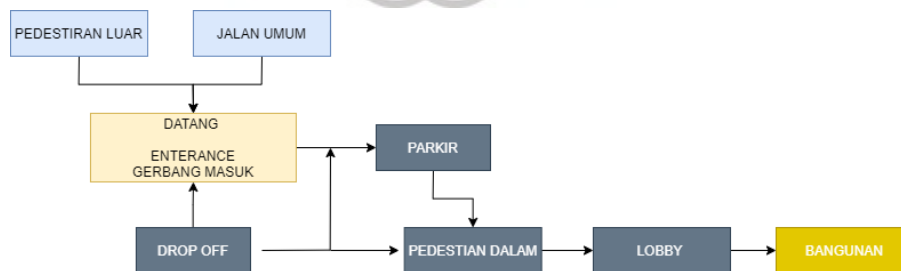 PEDESTIRAN LUAR
JALAN UMUM
DATANG
ENTERANCE
GERBANG MASUK
PARKIR
DROP OFF
PEDESTIAN DALAM
LOBBY
BANGUNAN